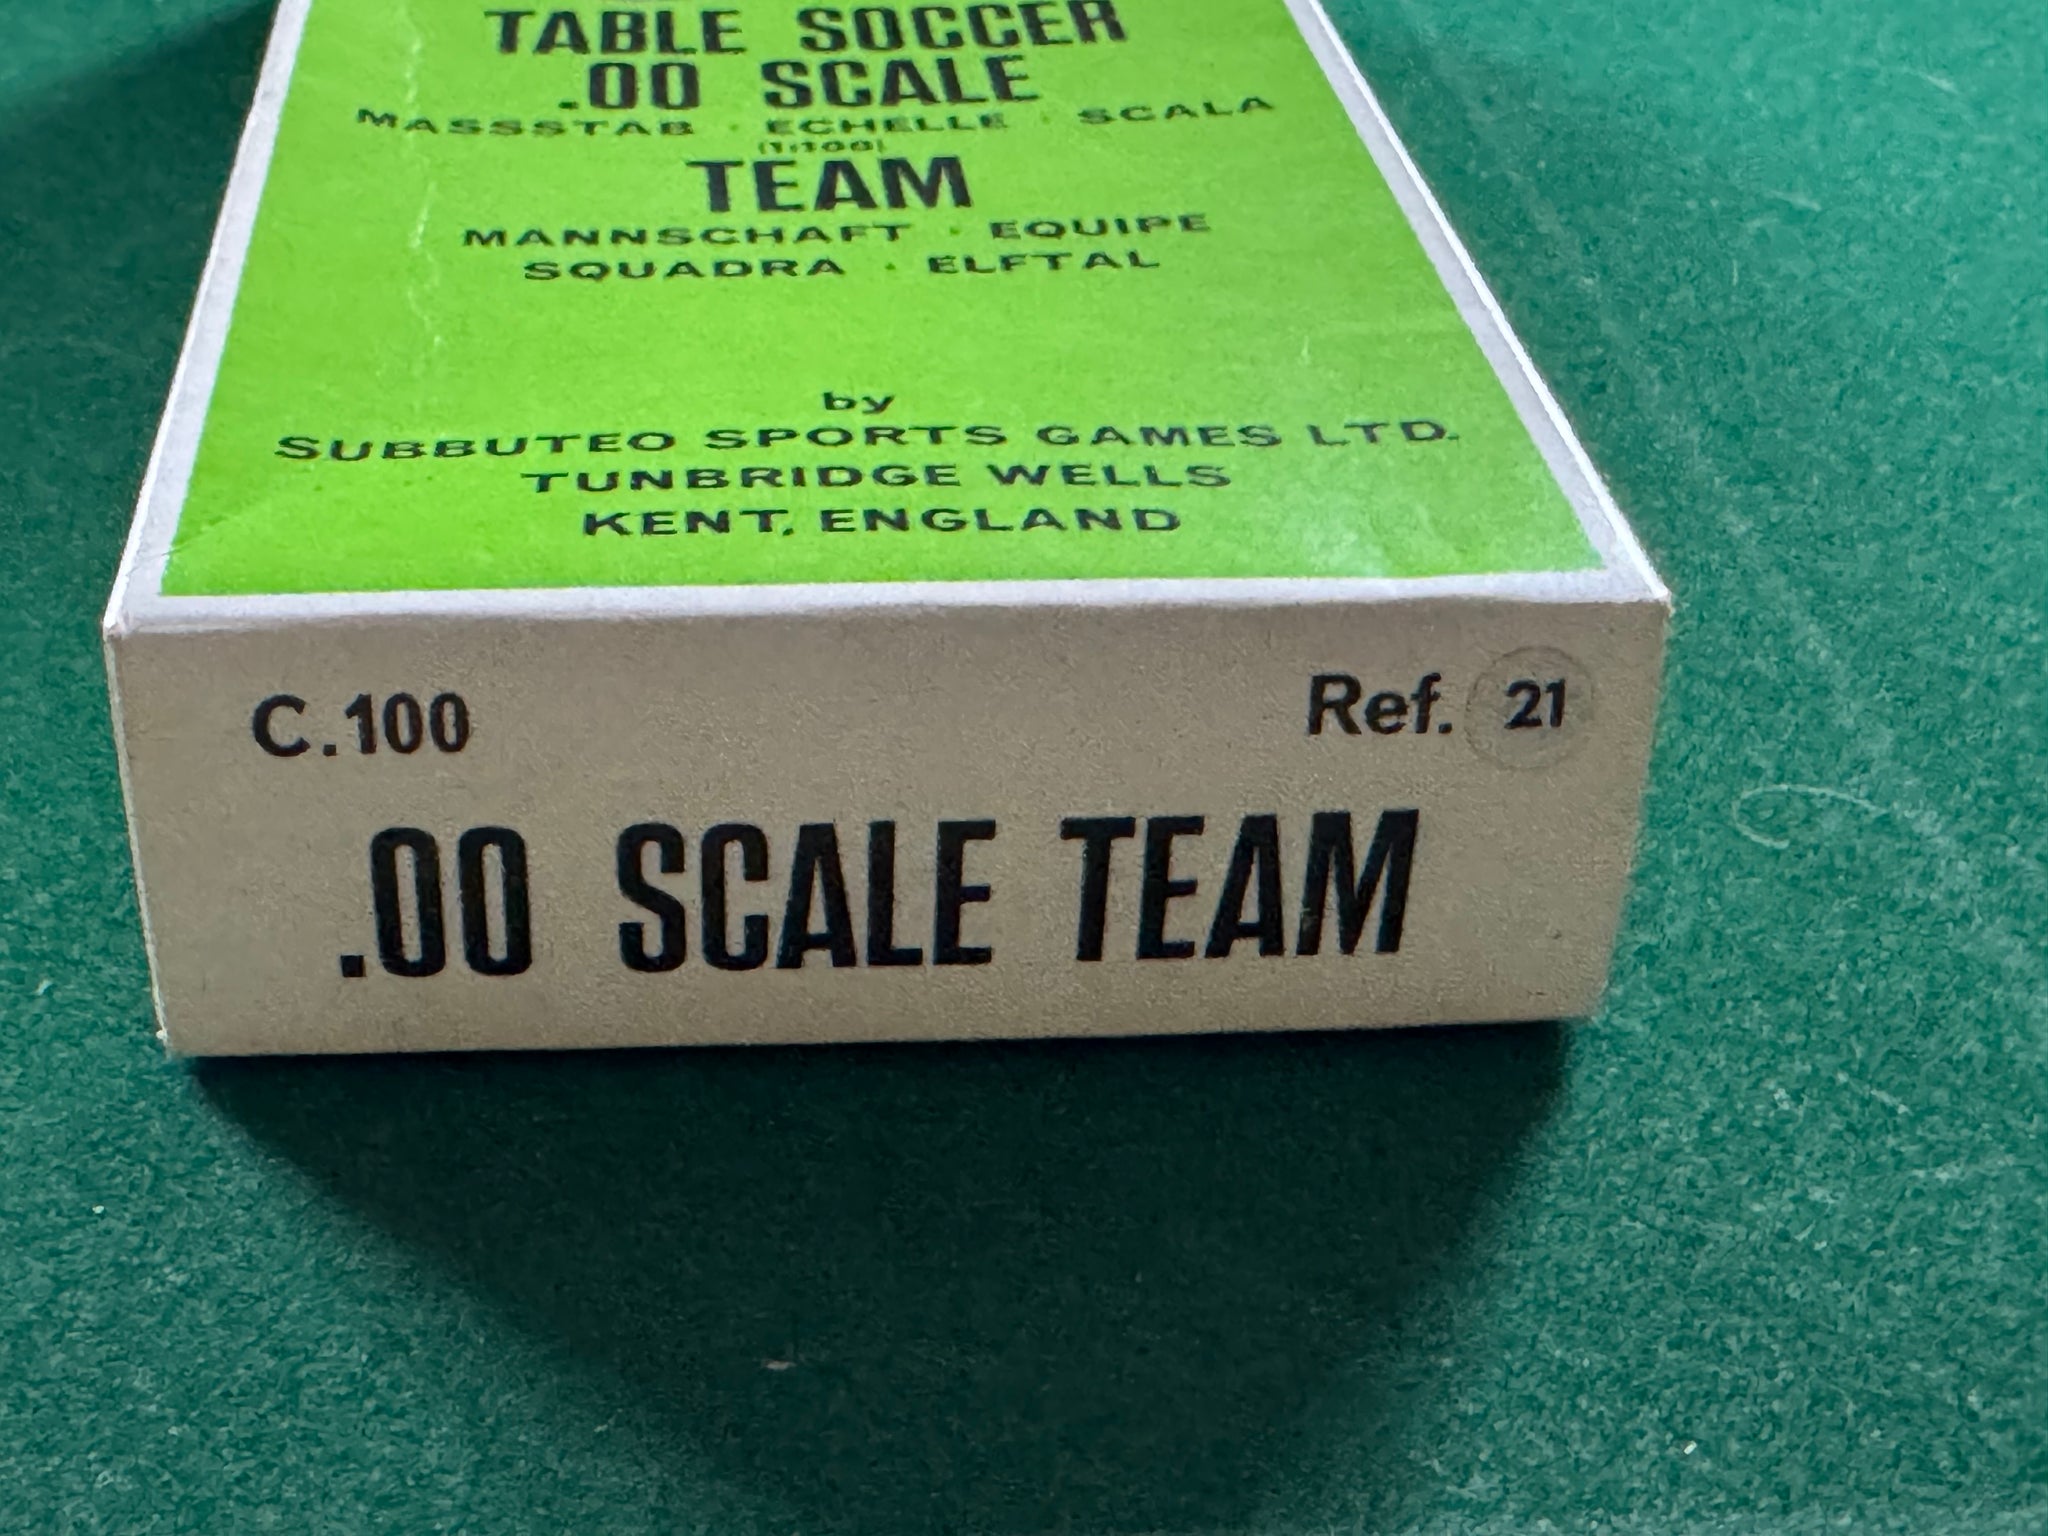 TABLE SOCCER
.00 SCALE
MASSSTAB · ECHELLE · SCALA
(1:100)
TEAM
MANNSCHAFT · EQUIPE
SQUADRA · ELFTAL
by
SUBBUTEO SPORTS GAMES LTD.
TUNBRIDGE WELLS
KENT, ENGLAND
C.100 Ref. 21
.00 SCALE TEAM